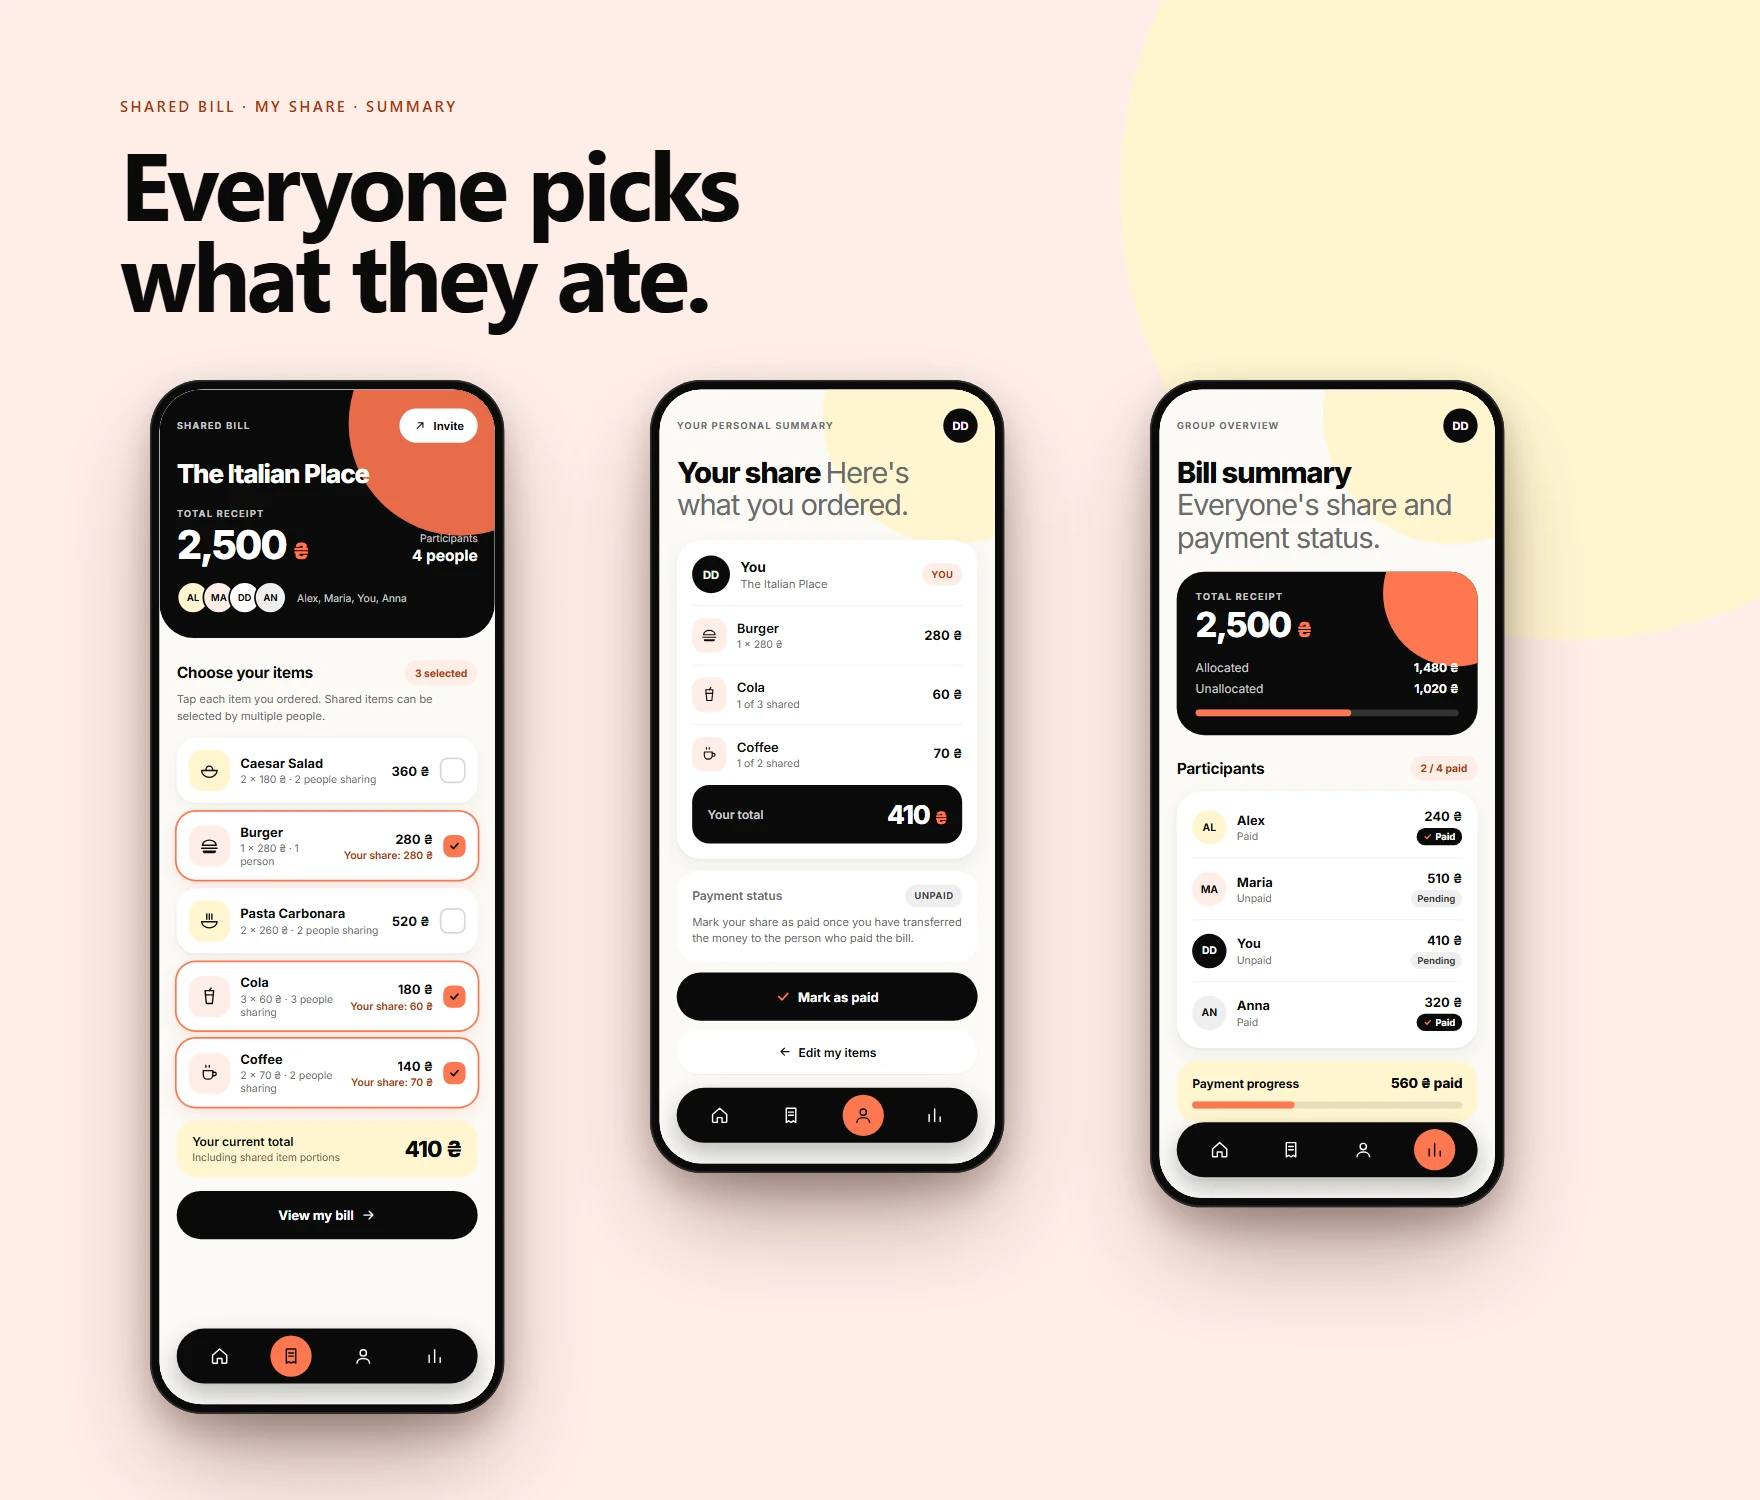 SHARED BILL · MY SHARE · SUMMARY
Everyone picks
what they ate.
SHARED BILL
Invite
The Italian Place
TOTAL RECEIPT
2,500 ₴
Participants
4 people
AL MA DD AN Alex, Maria, You, Anna
Choose your items
3 selected
Tap each item you ordered. Shared items can be
selected by multiple people.
Caesar Salad
2 × 180 ₴ · 2 people sharing
360 ₴
Burger
1 × 280 ₴ · 1
person
280 ₴
Your share: 280 ₴
Pasta Carbonara
2 × 260 ₴ · 2 people sharing
520 ₴
Cola
3 × 60 ₴ · 3 people
sharing
180 ₴
Your share: 60 ₴
Coffee
2 × 70 ₴ · 2 people
sharing
140 ₴
Your share: 70 ₴
Your current total
Including shared item portions
410 ₴
View my bill →
YOUR PERSONAL SUMMARY
DD
Your share Here's
what you ordered.
DD
You
The Italian Place
YOU
Burger
1 × 280 ₴
280 ₴
Cola
1 of 3 shared
60 ₴
Coffee
1 of 2 shared
70 ₴
Your total
410 ₴
Payment status
UNPAID
Mark your share as paid once you have transferred
the money to the person who paid the bill.
Mark as paid
← Edit my items
GROUP OVERVIEW
DD
Bill summary
Everyone's share and
payment status.
TOTAL RECEIPT
2,500 ₴
Allocated 1,480 ₴
Unallocated 1,020 ₴
Participants
2 / 4 paid
AL
Alex
Paid
240 ₴
✓ Paid
MA
Maria
Unpaid
510 ₴
Pending
DD
You
Unpaid
410 ₴
Pending
AN
Anna
Paid
320 ₴
✓ Paid
Payment progress
560 ₴ paid